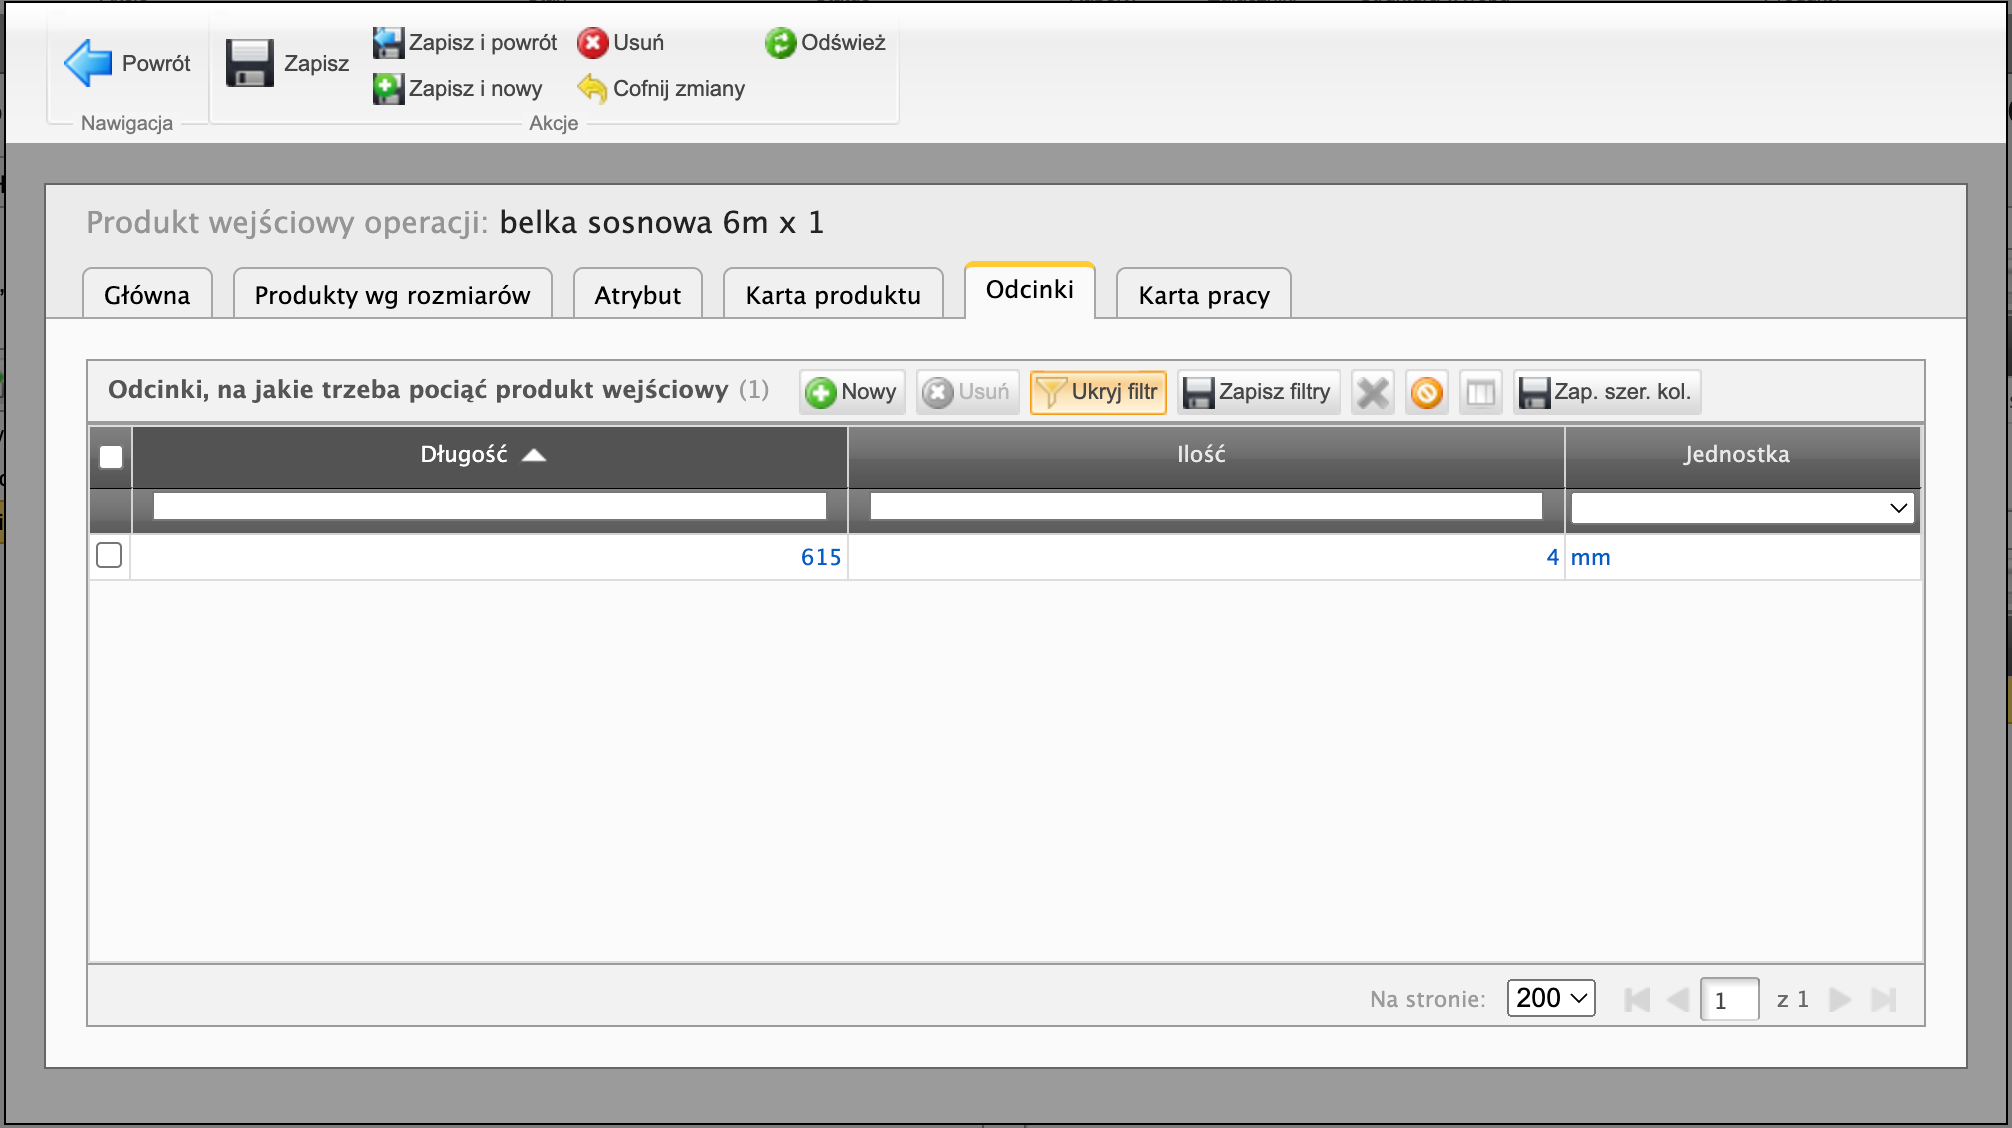 Powrót
Zapisz
Zapisz i powrót
Usuń
Odśwież
Zapisz i nowy
Cofnij zmiany
Nawigacja
Akcje
Produkt wejściowy operacji: belka sosnowa 6m x 1
Główna
Produkty wg rozmiarów
Atrybut
Karta produktu
Odcinki
Karta pracy
Odcinki, na jakie trzeba pociąć produkt wejściowy (1)
Nowy
Usuń
Ukryj filtr
Zapisz filtry
Zap. szer. kol.
Długość
Ilość
Jednostka
615
4
mm
Na stronie:
200
1
z 1